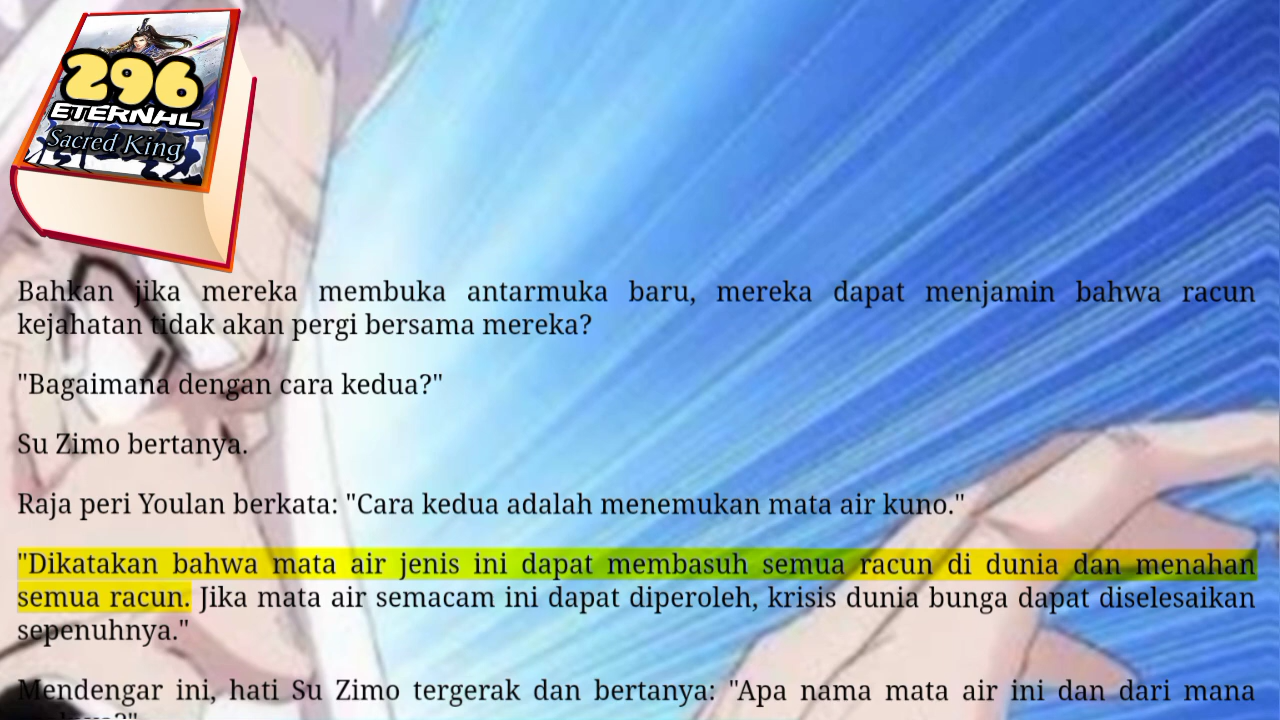 296
ETERNAL
Sacred King
Bahkan jika mereka membuka antarmuka baru, mereka dapat menjamin bahwa racun
kejahatan tidak akan pergi bersama mereka?
"Bagaimana dengan cara kedua?"
Su Zimo bertanya.
Raja peri Youlan berkata: "Cara kedua adalah menemukan mata air kuno."
"Dikatakan bahwa mata air jenis ini dapat membasuh semua racun di dunia dan menahan
semua racun. Jika mata air semacam ini dapat diperoleh, krisis dunia bunga dapat diselesaikan
sepenuhnya."
Mendengar ini, hati Su Zimo tergerak dan bertanya: "Apa nama mata air ini dan dari mana